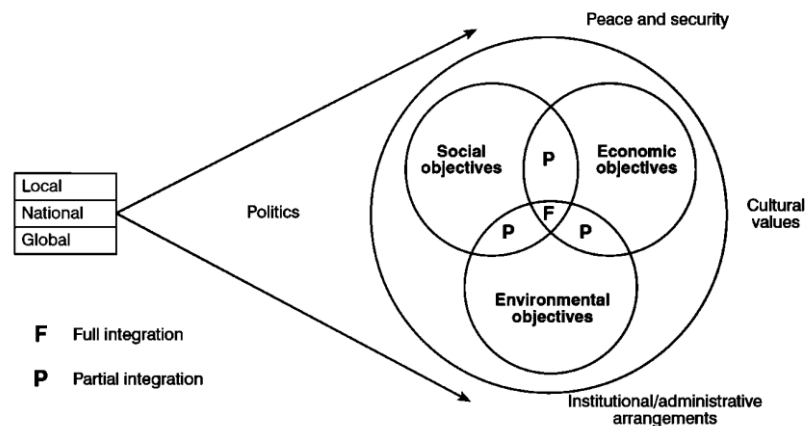 Peace and security
Social
objectives
P
Economic
objectives
Local
National
Global
Politics
F
P
P
Cultural
values
Environmental
objectives
F Full integration
P Partial integration
Institutional/administrative
arrangements